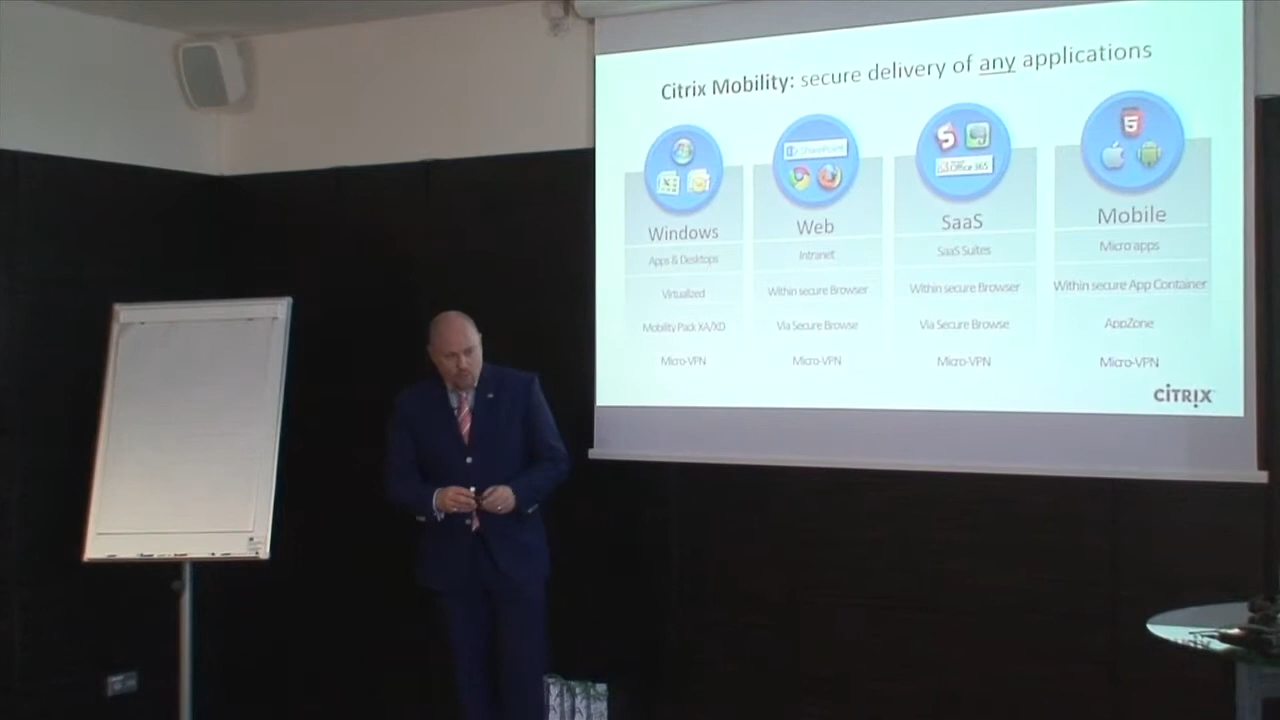 Citrix Mobility: secure delivery of any applications
SharePoint
Office 365
Windows
Web
SaaS
Mobile
Apps & Desktops
Intranet
SaaS Suites
Micro apps
Virtualized
Within secure Browser
Within secure Browser
Within secure App Container
Mobility Pack XA/XD
Via Secure Browse
Via Secure Browse
AppZone
Micro-VPN
Micro-VPN
Micro-VPN
Micro-VPN
CİTRİX